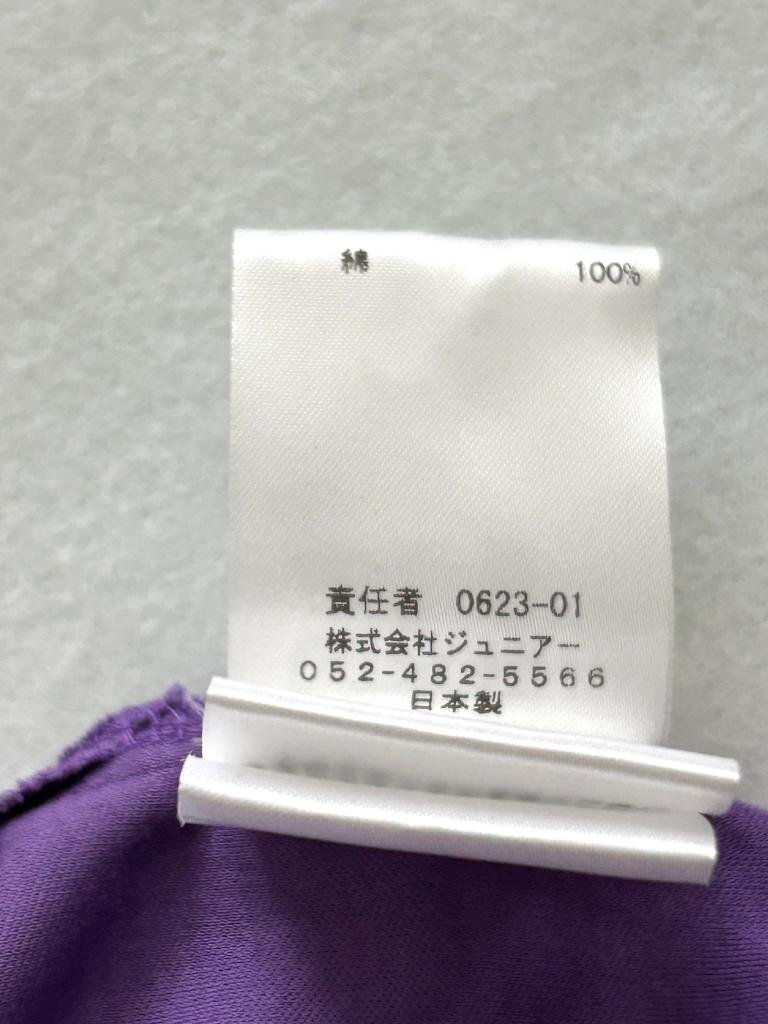 綿 100%
責任者 0623-01
株式会社ジュニアー
052-482-5566
日本製